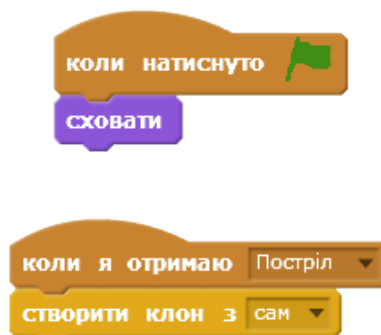 коли натиснуто
сховати
коли я отримаю Постріл
створити клон з сам